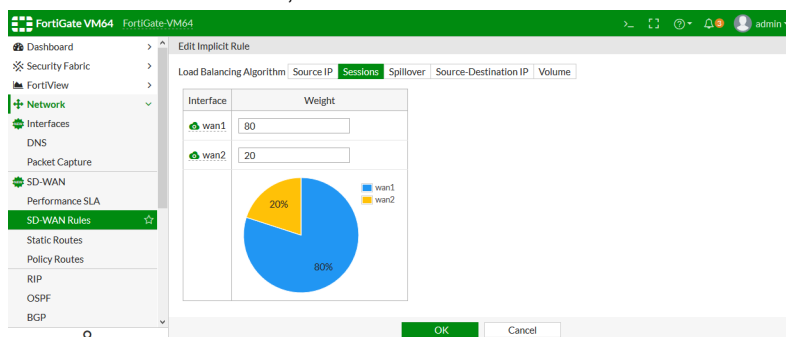 FortiGate VM64 FortiGate-VM64 >_ 3 admin
Dashboard
Security Fabric
FortiView
Network
Interfaces
DNS
Packet Capture
SD-WAN
Performance SLA
SD-WAN Rules
Static Routes
Policy Routes
RIP
OSPF
BGP
Edit Implicit Rule
Load Balancing Algorithm Source IP Sessions Spillover Source-Destination IP Volume
Interface Weight
wan1 80
wan2 20
wan1
wan2
20%
80%
OK Cancel